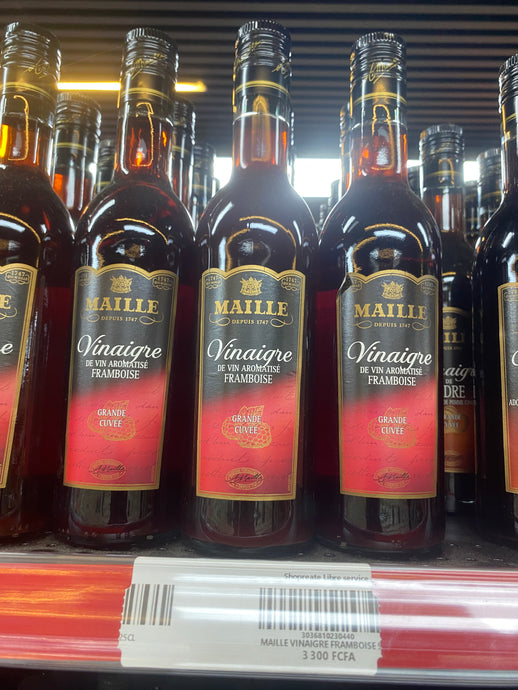 MAILLE
DEPUIS 1747
Vinaigre
DE VIN AROMATISÉ
FRAMBOISE
GRANDE
CUVÉE
MAILLE
DEPUIS 1747
Vinaigre
DE VIN AROMATISÉ
FRAMBOISE
GRANDE
CUVÉE
MAILLE
DEPUIS 1747
Vinaigre
DE VIN AROMATISÉ
FRAMBOISE
GRANDE
CUVÉE
Shopreate Libre service
3036810230440
MAILLE VINAIGRE FRAMBOISE
3 300 FCFA
25CL